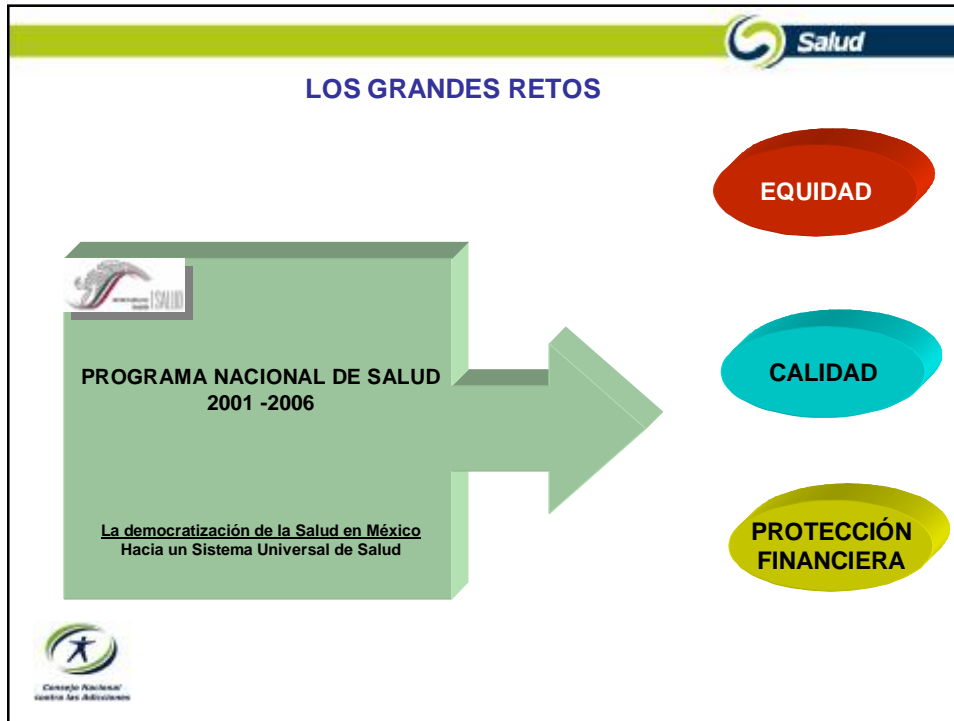 Salud
LOS GRANDES RETOS
EQUIDAD
SALUD
PROGRAMA NACIONAL DE SALUD
2001 -2006
CALIDAD
La democratización de la Salud en México
Hacia un Sistema Universal de Salud
PROTECCIÓN
FINANCIERA
Consejo Nacional
contra las Adicciones